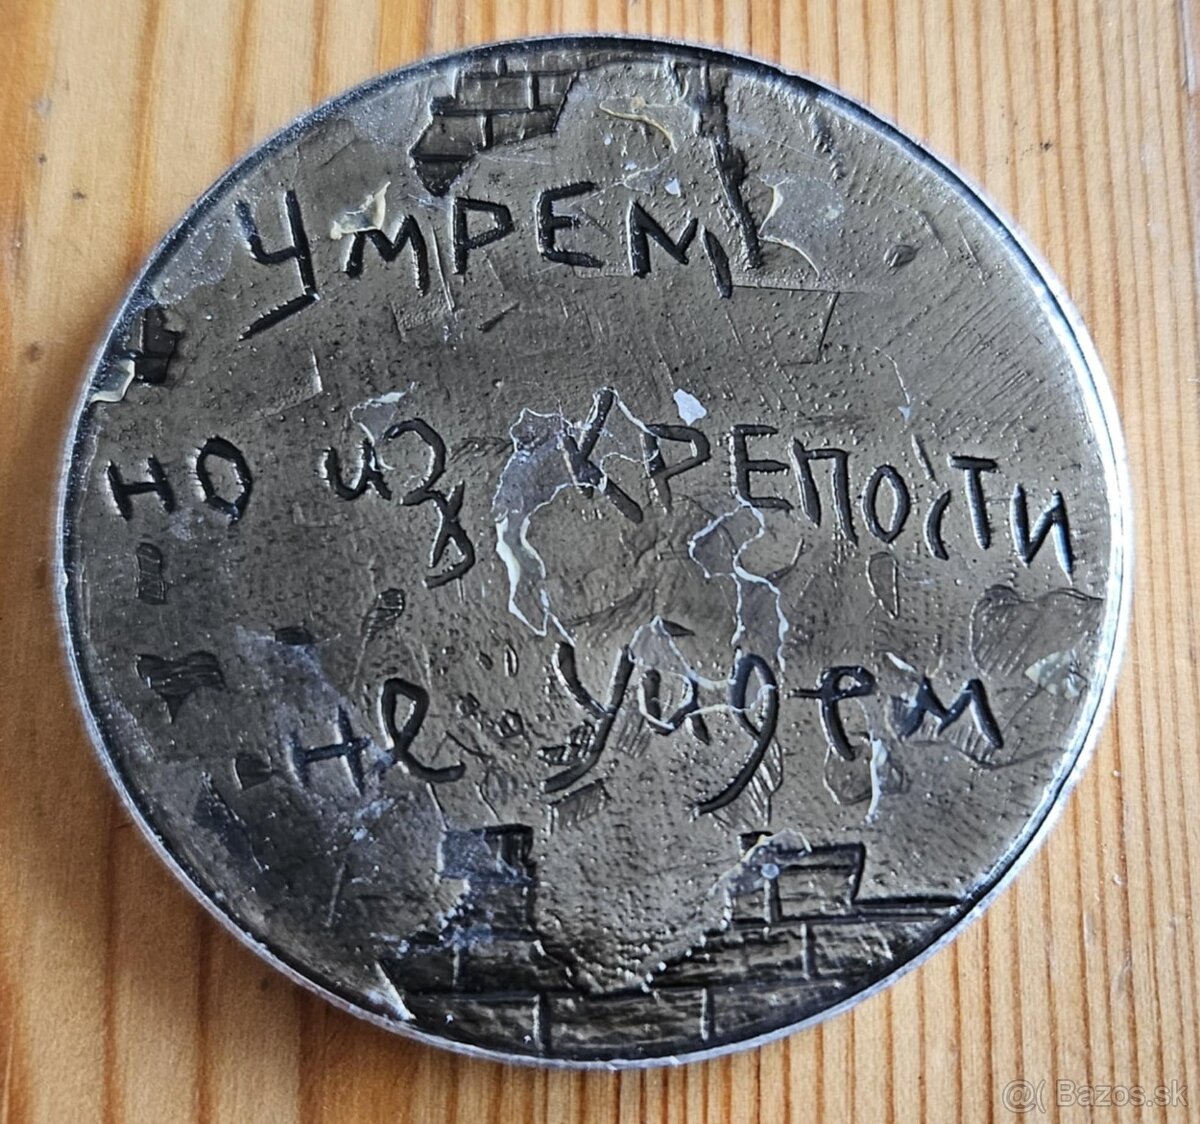 УМРЕМ
НО ИЗ КРЕПОСТИ
НЕ УЙДЕМ
@( Bazos.sk